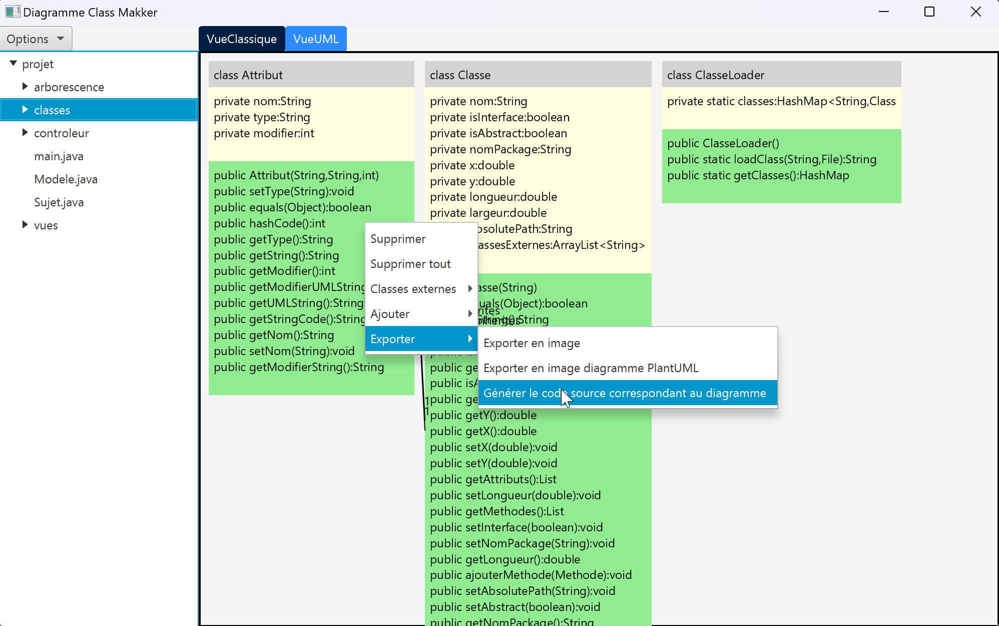 Diagramme Class Makker
Options
VueClassique
VueUML
projet
arborescence
classes
controleur
main.java
Modele.java
Sujet.java
vues
class Attribut
private nom:String
private type:String
private modifier:int
public Attribut(String,String,int)
public setType(String):void
public equals(Object):boolean
public hashCode():int
public getType():String
public getString():String
public getModifier():int
public getModifierUMLString
public getUMLString():String
public getStringCode():String
public getNom():String
public setNom(String):void
public getModifierString():String
class Classe
private nom:String
private isInterface:boolean
private isAbstract:boolean
private nomPackage:String
private x:double
private y:double
private longueur:double
private largeur:double
bsolutePath:String
assesExternes:ArrayList<String>
asse(String)
uals(Object):boolean
String():String
public ge
public isA
public ge
public getY():double
public getX():double
public setX(double):void
public setY(double):void
public getAttributs():List
public setLongueur(double):void
public getMethodes():List
public setInterface(boolean):void
public setNomPackage(String):void
public getLongueur():double
public ajouterMethode(Methode):void
public setAbsolutePath(String):void
public setAbstract(boolean):void
public getNomPackage():String
1
1
class ClasseLoader
private static classes:HashMap<String,Class
public ClasseLoader()
public static loadClass(String,File):String
public static getClasses():HashMap
Supprimer
Supprimer tout
Classes externes
Ajouter
Exporter
Exporter en image
Exporter en image diagramme PlantUML
Générer le code source correspondant au diagramme